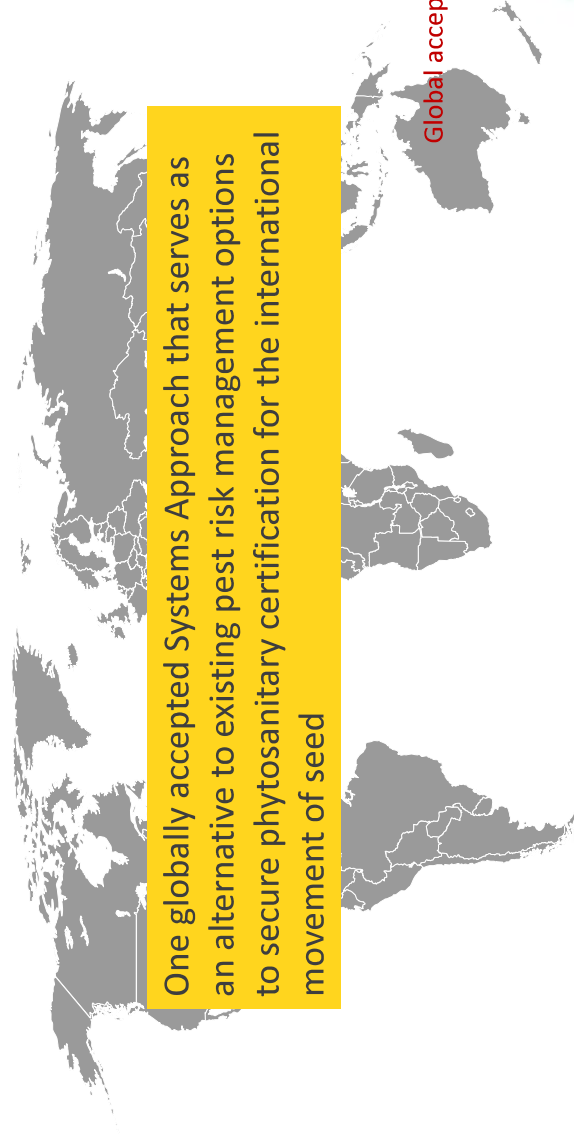 One globally accepted Systems Approach that serves as
an alternative to existing pest risk management options
to secure phytosanitary certification for the international
movement of seed
Global